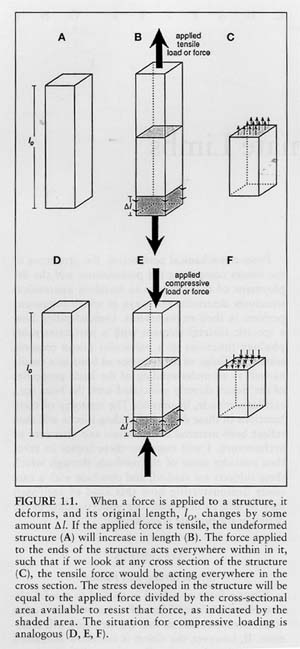 A
B
C
applied
tensile
load or force
lo
Δl
D
E
F
applied
compressive
load or force
lo
Δl
FIGURE 1.1. When a force is applied to a structure, it
deforms, and its original length, lO, changes by some
amount Δl. If the applied force is tensile, the undeformed
structure (A) will increase in length (B). The force applied
to the ends of the structure acts everywhere within in it,
such that if we look at any cross section of the structure
(C), the tensile force would be acting everywhere in the
cross section. The stress developed in the structure will be
equal to the applied force divided by the cross-sectional
area available to resist that force, as indicated by the
shaded area. The situation for compressive loading is
analogous (D, E, F).